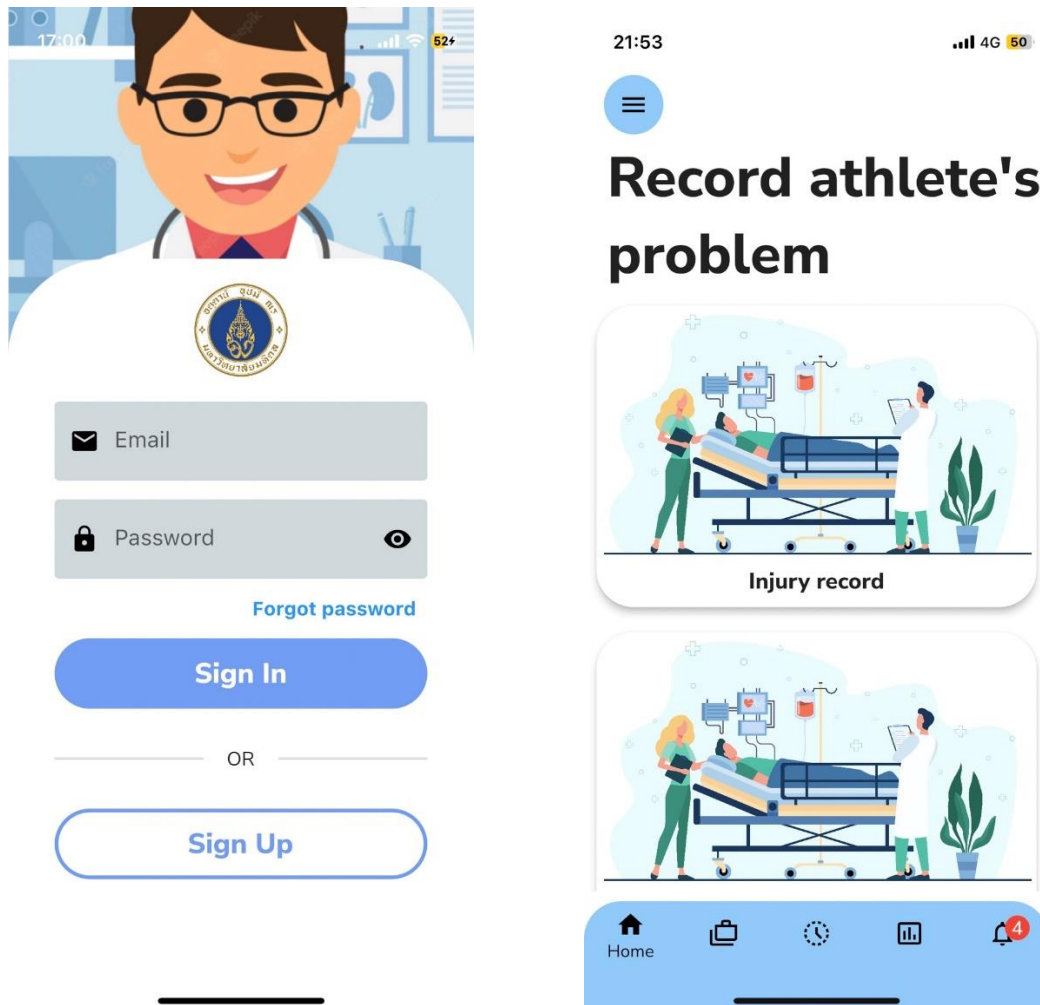 17:00
52
Email
Password
Forgot password
Sign In
OR
Sign Up
21:53
4G 50
Record athlete's
problem
Injury record
Home
4